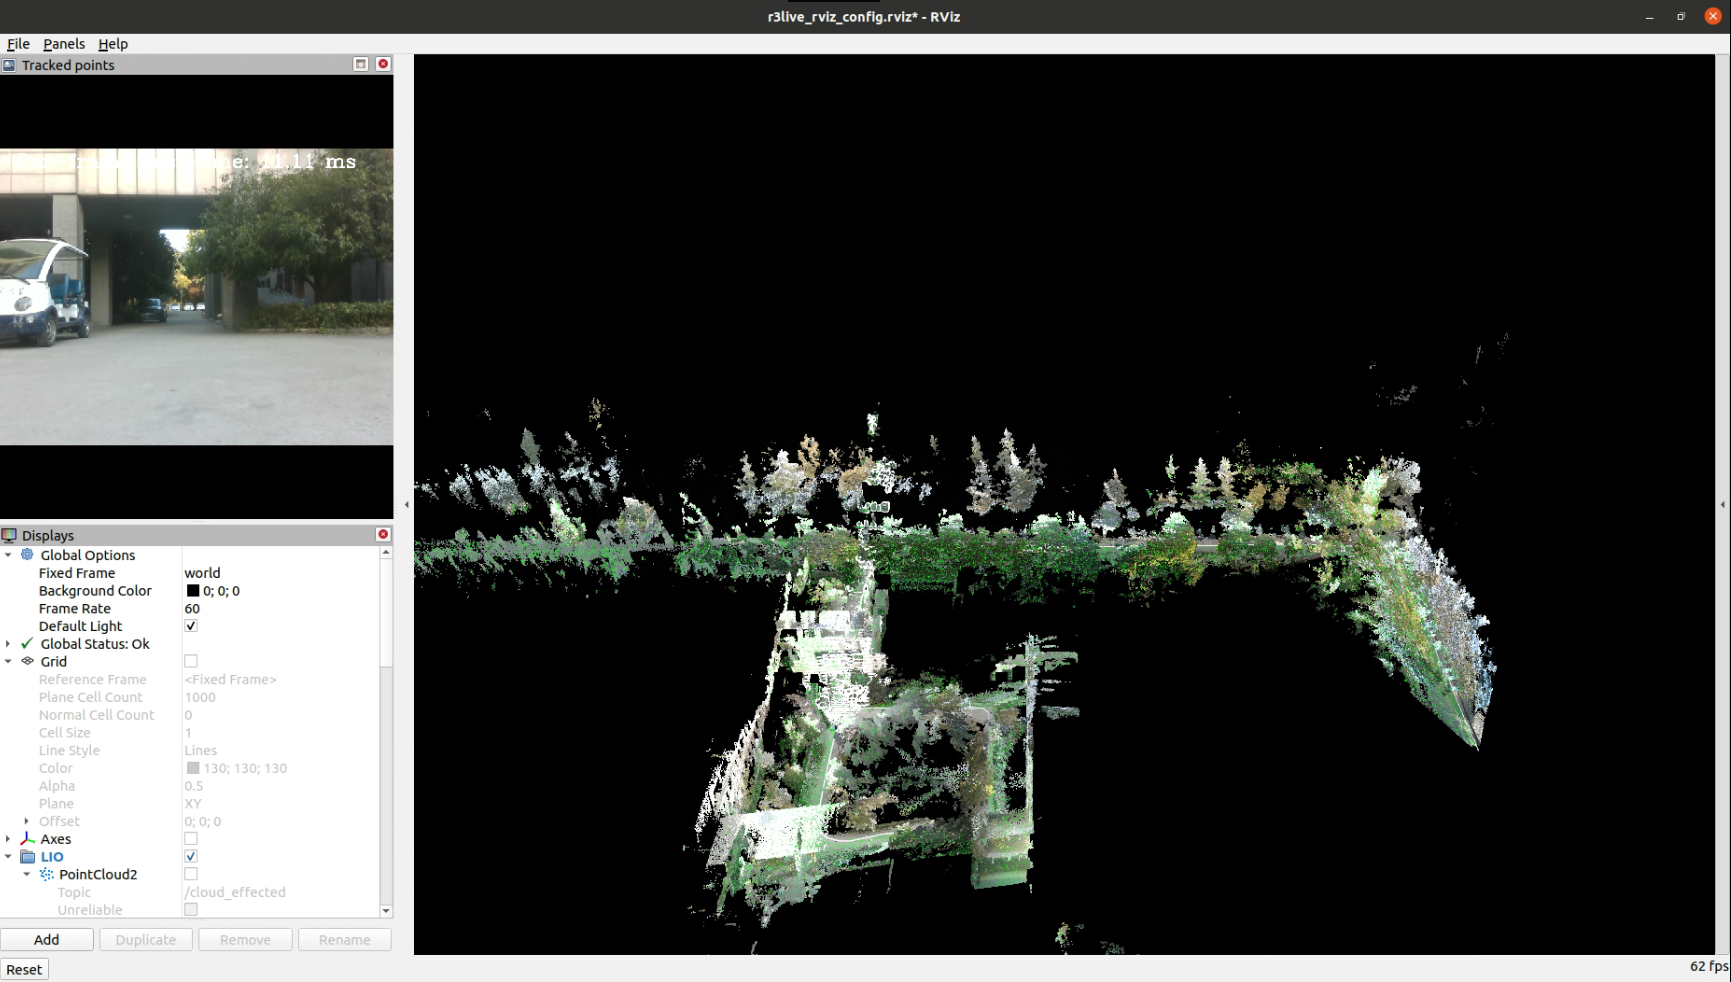 r3live_rviz_config.rviz* - RViz
File Panels Help
Tracked points
11.11 ms
Displays
Global Options
Fixed Frame world
Background Color 0; 0; 0
Frame Rate 60
Default Light
Global Status: Ok
Grid
Reference Frame <Fixed Frame>
Plane Cell Count 1000
Normal Cell Count 0
Cell Size 1
Line Style Lines
Color 130; 130; 130
Alpha 0.5
Plane XY
Offset 0; 0; 0
Axes
LIO
PointCloud2
Topic /cloud_effected
Unreliable
Add Duplicate Remove Rename
Reset
62 fps